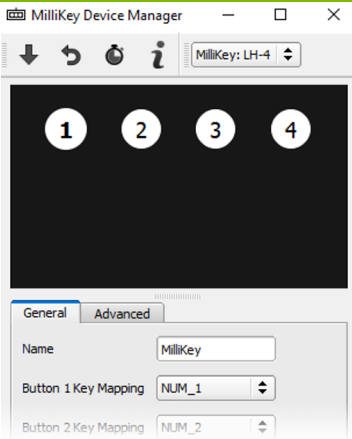 MilliKey Device Manager
MilliKey: LH-4
1 2 3 4
General Advanced
Name MilliKey
Button 1 Key Mapping NUM_1
Button 2 Key Mapping NUM_2